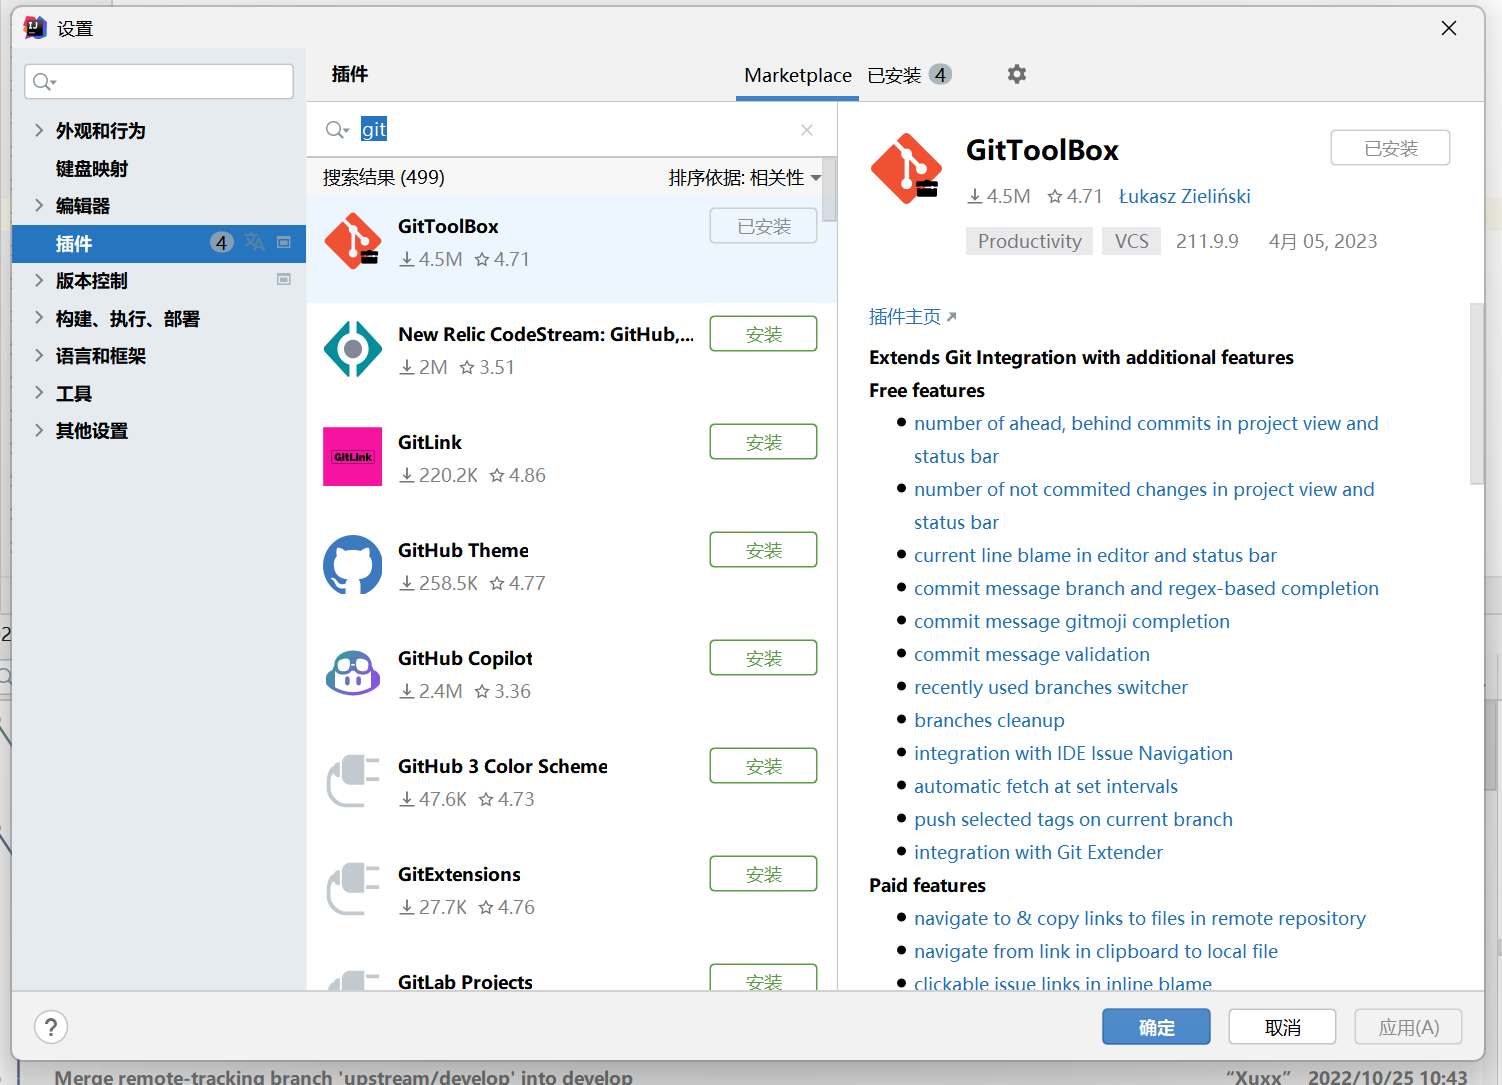 设置
插件
Marketplace 已安装 4
外观和行为
键盘映射
编辑器
插件 4
版本控制
构建、执行、部署
语言和框架
工具
其他设置
git
搜索结果 (499) 排序依据: 相关性
GitToolBox 已安装
4.5M 4.71
New Relic CodeStream: GitHub,... 安装
2M 3.51
GitLink 安装
GitLink
220.2K 4.86
GitHub Theme 安装
258.5K 4.77
GitHub Copilot 安装
2.4M 3.36
GitHub 3 Color Scheme 安装
47.6K 4.73
GitExtensions 安装
27.7K 4.76
GitLab Projects 安装
GitToolBox 已安装
4.5M 4.71 Łukasz Zieliński
Productivity VCS 211.9.9 4月 05, 2023
插件主页
Extends Git Integration with additional features
Free features
number of ahead, behind commits in project view and
status bar
number of not commited changes in project view and
status bar
current line blame in editor and status bar
commit message branch and regex-based completion
commit message gitmoji completion
commit message validation
recently used branches switcher
branches cleanup
integration with IDE Issue Navigation
automatic fetch at set intervals
push selected tags on current branch
integration with Git Extender
Paid features
navigate to & copy links to files in remote repository
navigate from link in clipboard to local file
clickable issue links in inline blame
? 确定 取消 应用(A)
Merge remote-tracking branch 'upstream/develop' into develop “Xuxx” 2022/10/25 10:43